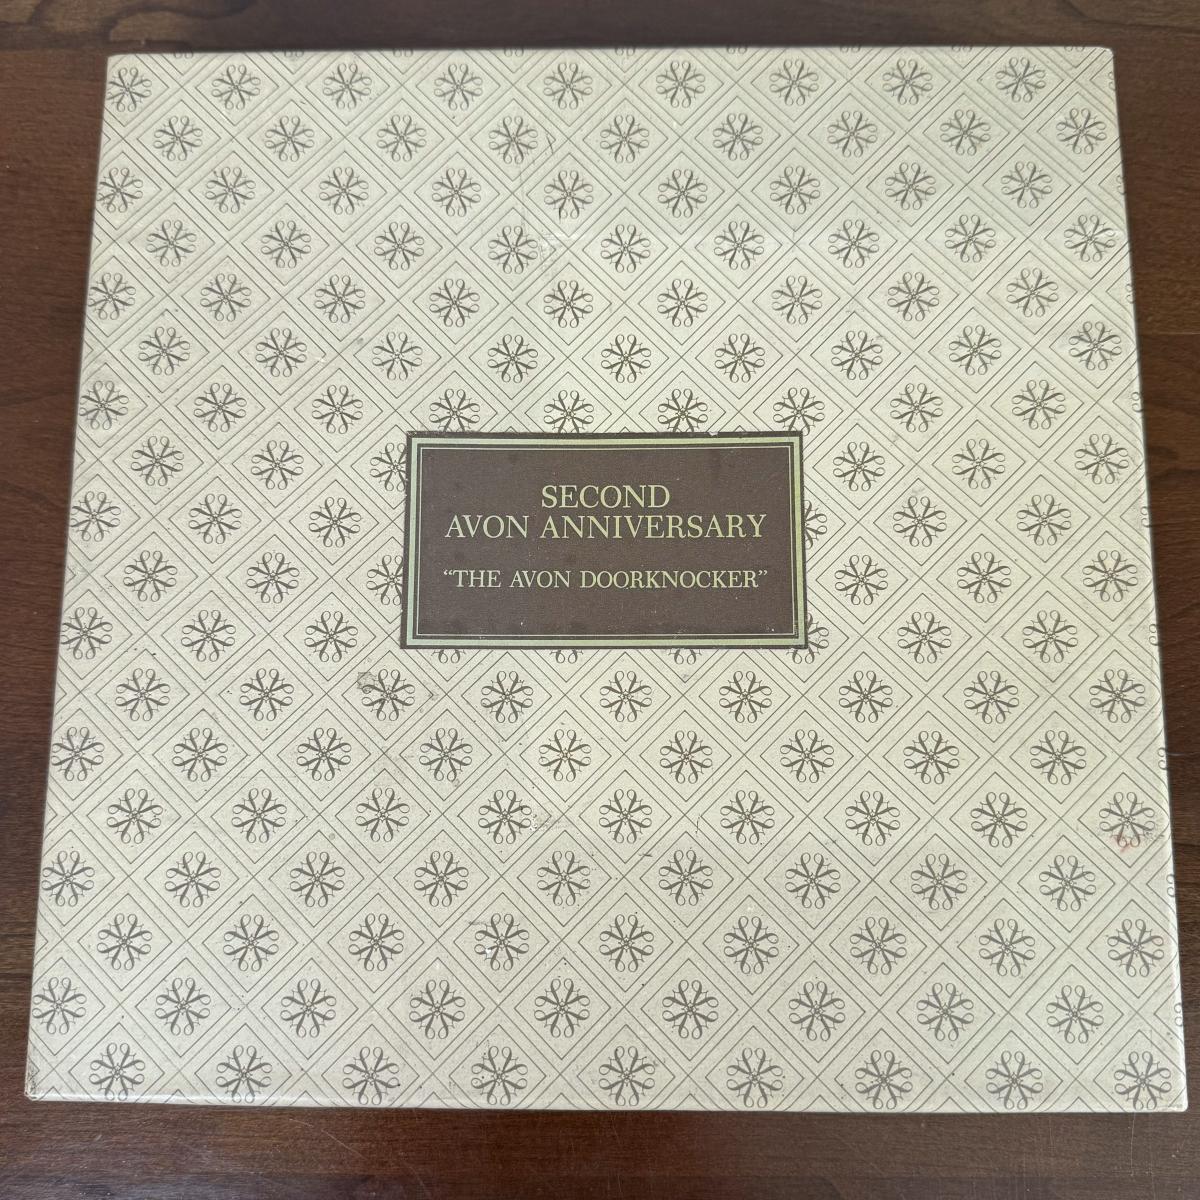 SECOND
AVON ANNIVERSARY
“THE AVON DOORKNOCKER”